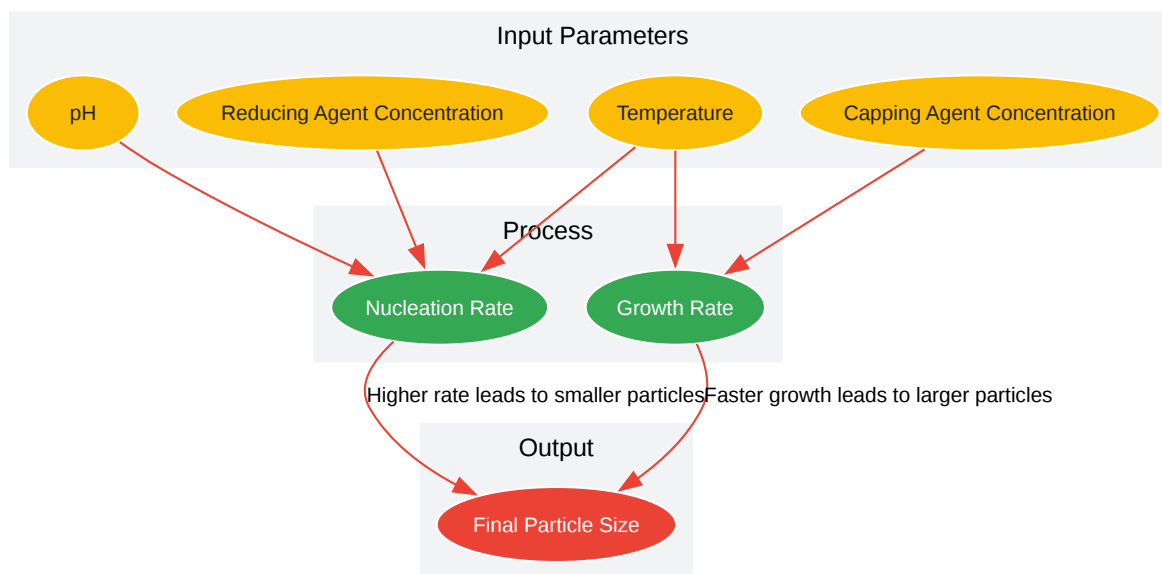 Input Parameters
pH
Reducing Agent Concentration
Temperature
Capping Agent Concentration
Process
Nucleation Rate
Growth Rate
Higher rate leads to smaller particles
Faster growth leads to larger particles
Output
Final Particle Size